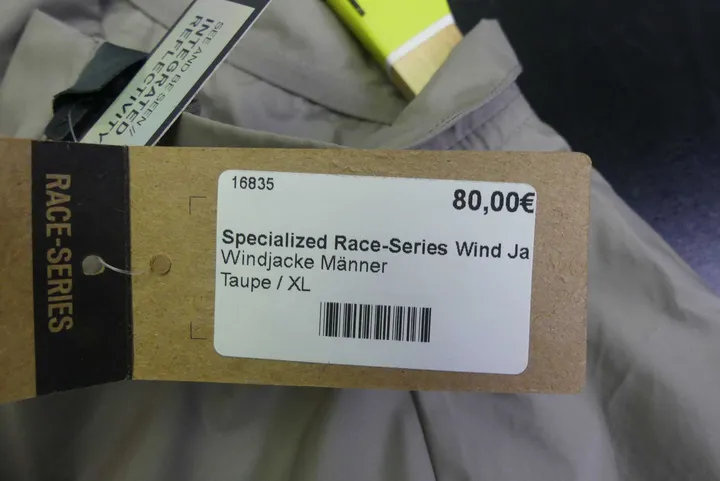 SEE AND BE SEEN//
INTEGRATED
REFLECTIVITY
RACE-SERIES
16835
80,00€
Specialized Race-Series Wind Ja
Windjacke Männer
Taupe / XL